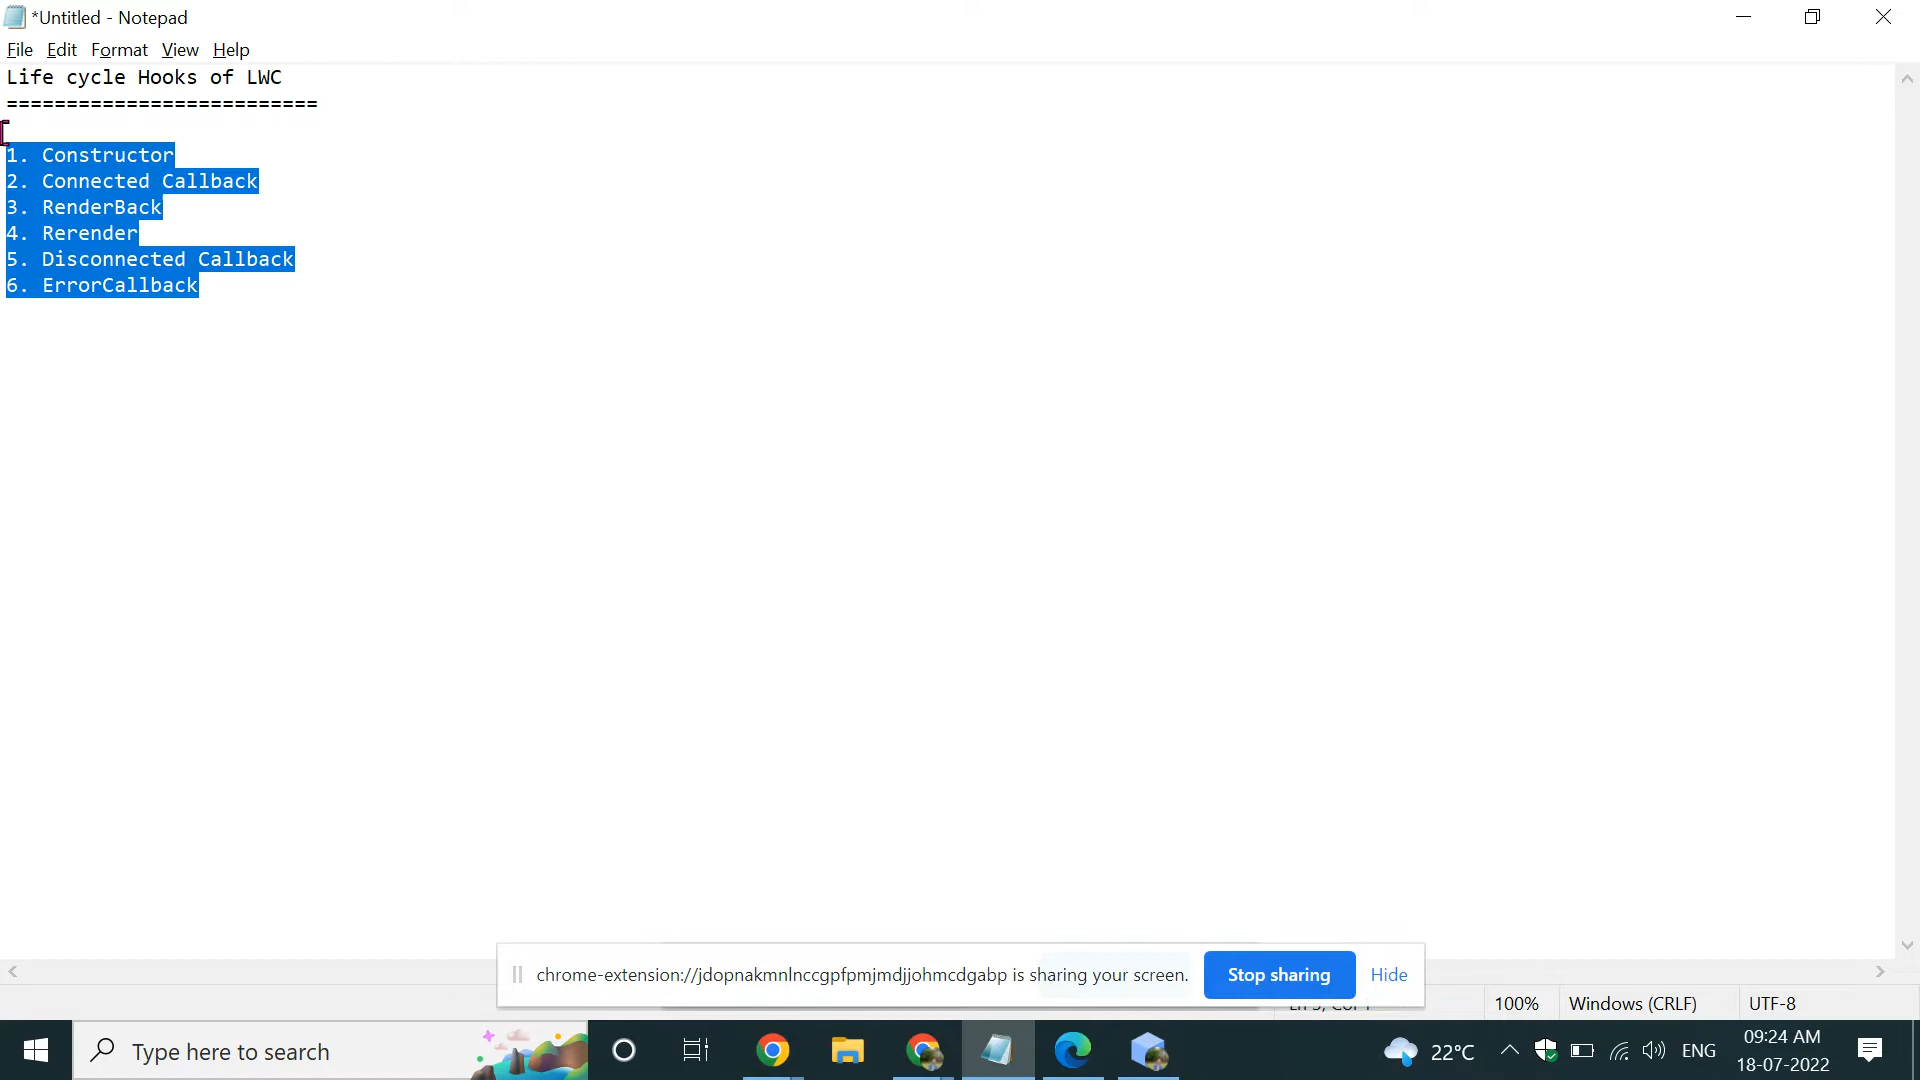 *Untitled - Notepad
File Edit Format View Help
Life cycle Hooks of LWC
==========================
1. Constructor
2. Connected Callback
3. RenderBack
4. Rerender
5. Disconnected Callback
6. ErrorCallback
chrome-extension://jdopnakmnlnccgpfpmjmdjjohmcdgabp is sharing your screen. Stop sharing Hide
100% Windows (CRLF) UTF-8
Type here to search 22°C ENG 09:24 AM
18-07-2022